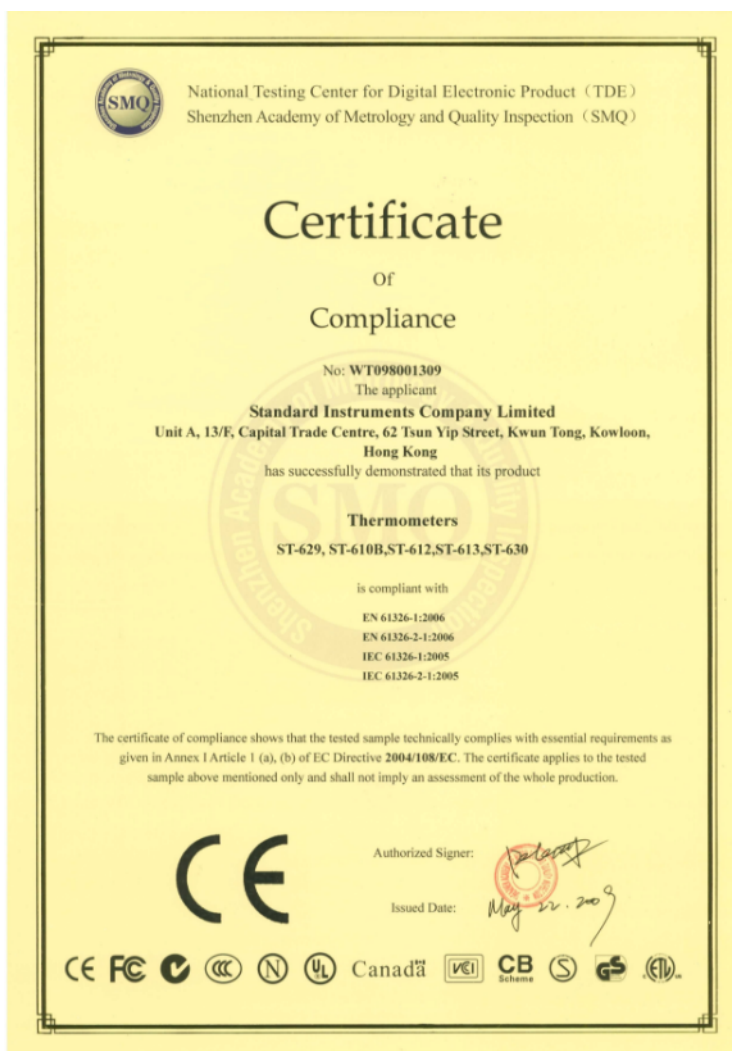 SMQ
National Testing Center for Digital Electronic Product（TDE）
Shenzhen Academy of Metrology and Quality Inspection（SMQ）
Certificate
Of
Compliance
No: WT098001309
The applicant
Standard Instruments Company Limited
Unit A, 13/F, Capital Trade Centre, 62 Tsun Yip Street, Kwun Tong, Kowloon,
Hong Kong
has successfully demonstrated that its product
Thermometers
ST-629, ST-610B,ST-612,ST-613,ST-630
is compliant with
EN 61326-1:2006
EN 61326-2-1:2006
IEC 61326-1:2005
IEC 61326-2-1:2005
The certificate of compliance shows that the tested sample technically complies with essential requirements as
given in Annex I Article 1 (a), (b) of EC Directive 2004/108/EC. The certificate applies to the tested
sample above mentioned only and shall not imply an assessment of the whole production.
CE
Authorized Signer:
Issued Date: May 22. 2009
CE FC CCC N UL Canada VCI CB Scheme S GS ETL